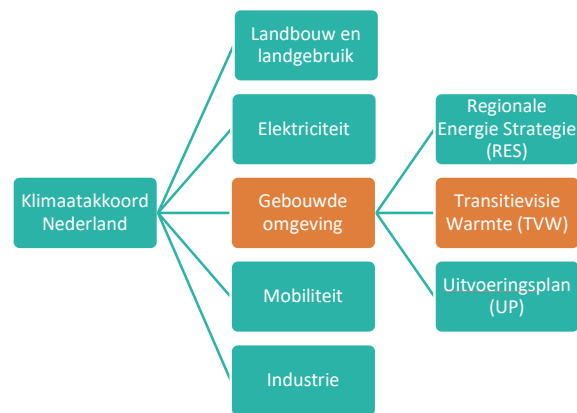 Landbouw en
landgebruik
Elektriciteit
Regionale
Energie Strategie
(RES)
Klimaatakkoord
Nederland
Gebouwde
omgeving
Transitievisie
Warmte (TVW)
Mobiliteit
Uitvoeringsplan
(UP)
Industrie